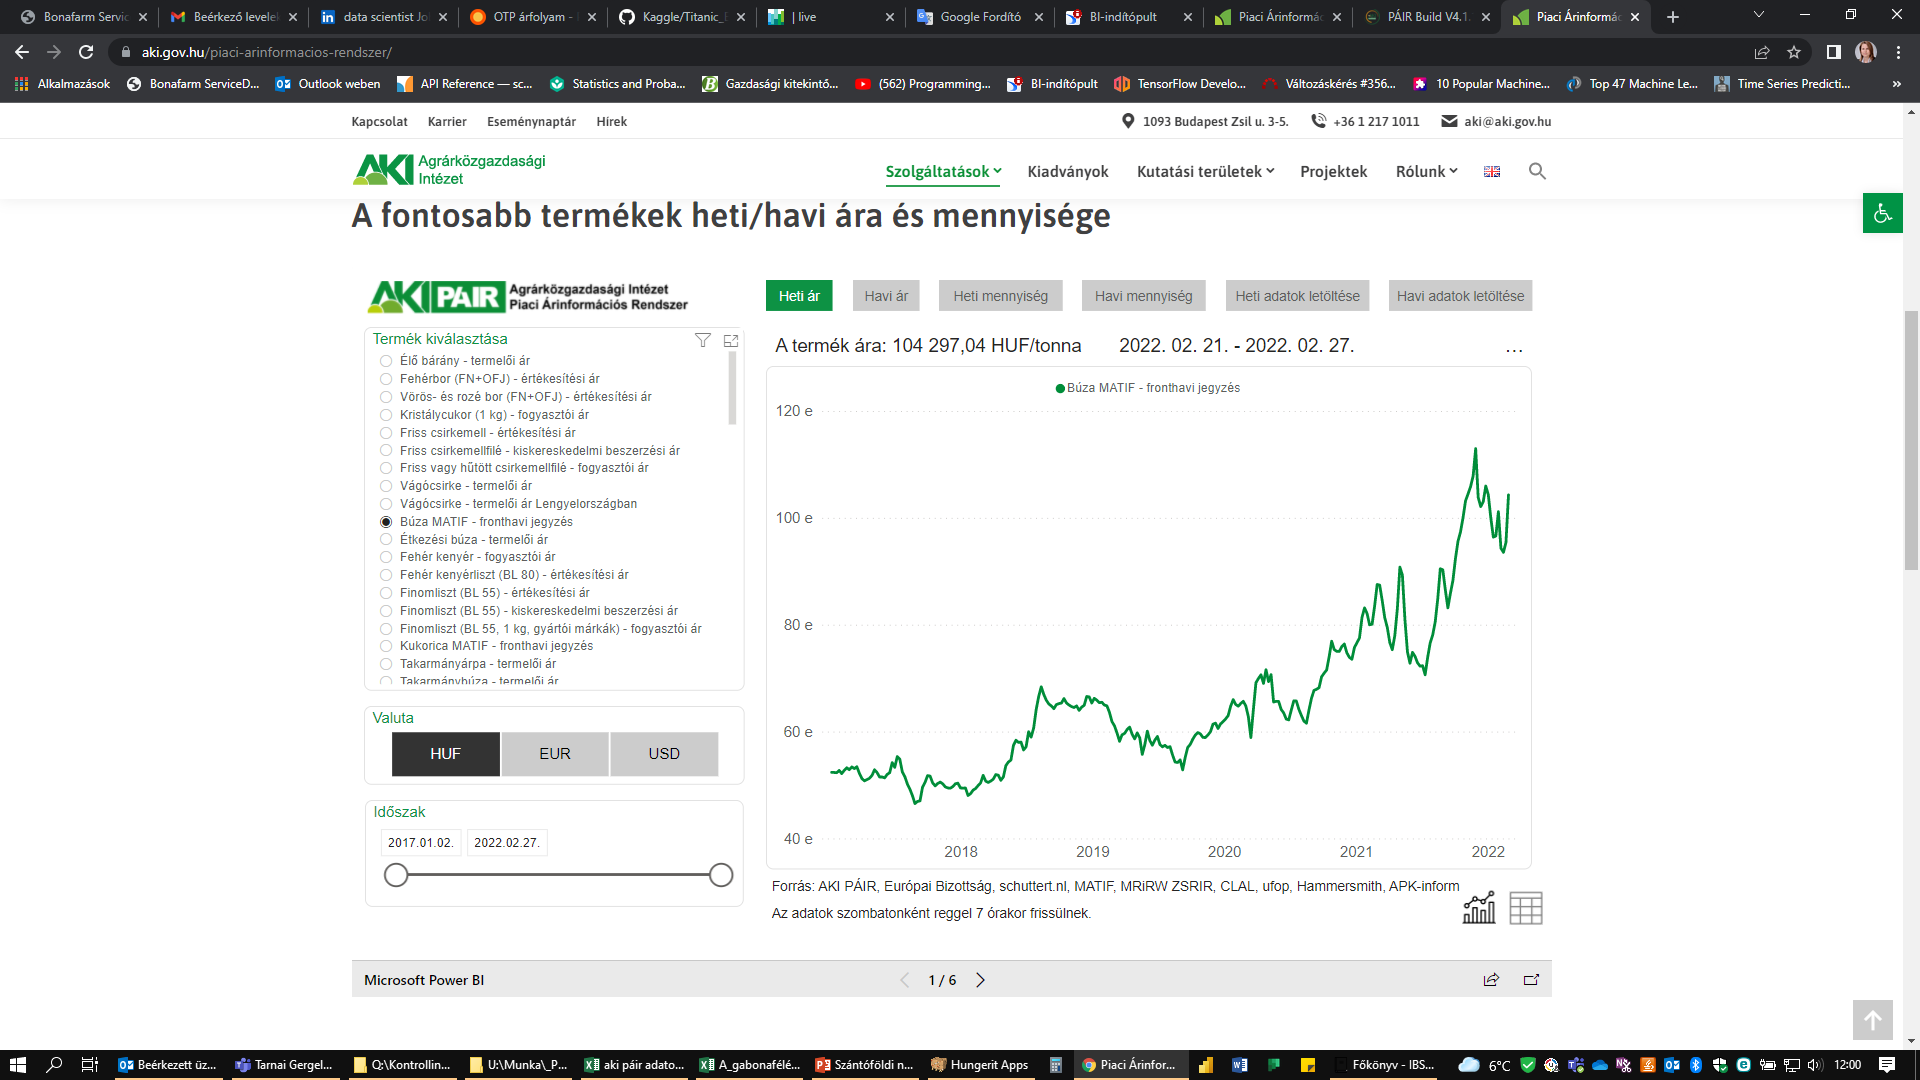 Bonafarm Servic
Beérkező levele
data scientist Jo
OTP árfolyam -
Kaggle/Titanic_
| live
Google Fordító
BI-indítópult
Piaci Árinformác
PÁIR Build V4.1.
Piaci Árinformác
aki.gov.hu/piaci-arinformacios-rendszer/
Alkalmazások
Bonafarm ServiceD...
Outlook weben
API Reference — sc...
Statistics and Proba...
Gazdasági kitekintő...
(562) Programming...
BI-indítópult
TensorFlow Develo...
Változáskérés #356...
10 Popular Machine...
Top 47 Machine Le...
Time Series Predicti...
»
Kapcsolat Karrier Eseménynaptár Hírek
1093 Budapest Zsil u. 3-5. +36 1 217 1011 aki@aki.gov.hu
AKI Agrárközgazdasági
Intézet
Szolgáltatások Kiadványok Kutatási területek Projektek Rólunk
A fontosabb termékek heti/havi ára és mennyisége
AKI PAIR Agrárközgazdasági Intézet
Piaci Árinformációs Rendszer
Heti ár Havi ár Heti mennyiség Havi mennyiség Heti adatok letöltése Havi adatok letöltése
Termék kiválasztása
Élő bárány - termelői ár
Fehérbor (FN+OFJ) - értékesítési ár
Vörös- és rozé bor (FN+OFJ) - értékesítési ár
Kristálycukor (1 kg) - fogyasztói ár
Friss csirkemell - értékesítési ár
Friss csirkemellfilé - kiskereskedelmi beszerzési ár
Friss vagy hűtött csirkemellfilé - fogyasztói ár
Vágócsirke - termelői ár
Vágócsirke - termelői ár Lengyelországban
Búza MATIF - fronthavi jegyzés
Étkezési búza - termelői ár
Fehér kenyér - fogyasztói ár
Fehér kenyérliszt (BL 80) - értékesítési ár
Finomliszt (BL 55) - értékesítési ár
Finomliszt (BL 55) - kiskereskedelmi beszerzési ár
Finomliszt (BL 55, 1 kg, gyártói márkák) - fogyasztói ár
Kukorica MATIF - fronthavi jegyzés
Takarmányárpa - termelői ár
Takarmánybúza - termelői ár
Valuta
HUF EUR USD
Időszak
2017.01.02. 2022.02.27.
A termék ára: 104 297,04 HUF/tonna 2022. 02. 21. - 2022. 02. 27. ...
Búza MATIF - fronthavi jegyzés
120 e
100 e
80 e
60 e
40 e
2018 2019 2020 2021 2022
Forrás: AKI PÁIR, Európai Bizottság, schuttert.nl, MATIF, MRiRW ZSRIR, CLAL, ufop, Hammersmith, APK-inform
Az adatok szombatonként reggel 7 órakor frissülnek.
Microsoft Power BI 1 / 6
Beérkezett üz...
Tarnai Gergel...
Q:\Kontrollin...
U:\Munka\_P...
aki páir adato...
A_gabonafélé...
Szántóföldi n...
Hungerit Apps
Piaci Árinfor...
Főkönyv - IBS...
6°C
12:00